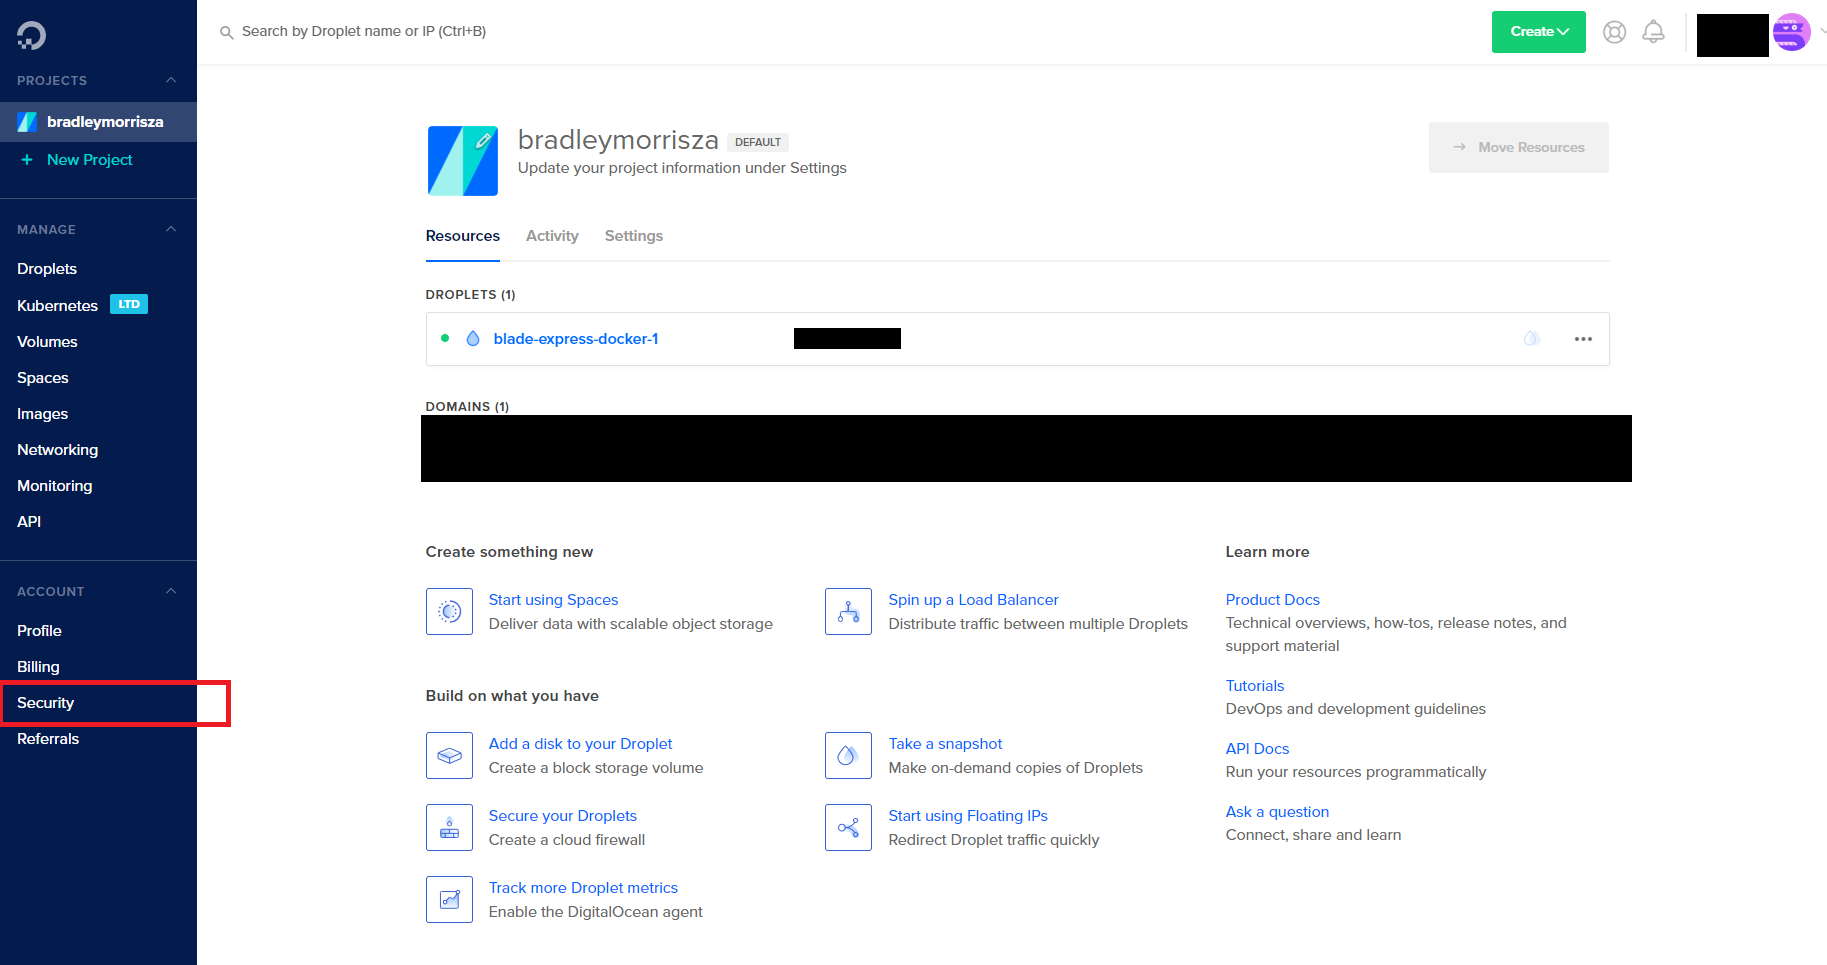 Search by Droplet name or IP (Ctrl+B)
Create
PROJECTS
bradleymorrisza
+ New Project
MANAGE
Droplets
Kubernetes LTD
Volumes
Spaces
Images
Networking
Monitoring
API
ACCOUNT
Profile
Billing
Security
Referrals
bradleymorrisza DEFAULT
Update your project information under Settings
→ Move Resources
Resources Activity Settings
DROPLETS (1)
blade-express-docker-1
DOMAINS (1)
Create something new
Start using Spaces
Deliver data with scalable object storage
Spin up a Load Balancer
Distribute traffic between multiple Droplets
Build on what you have
Add a disk to your Droplet
Create a block storage volume
Take a snapshot
Make on-demand copies of Droplets
Secure your Droplets
Create a cloud firewall
Start using Floating IPs
Redirect Droplet traffic quickly
Track more Droplet metrics
Enable the DigitalOcean agent
Learn more
Product Docs
Technical overviews, how-tos, release notes, and
support material
Tutorials
DevOps and development guidelines
API Docs
Run your resources programmatically
Ask a question
Connect, share and learn